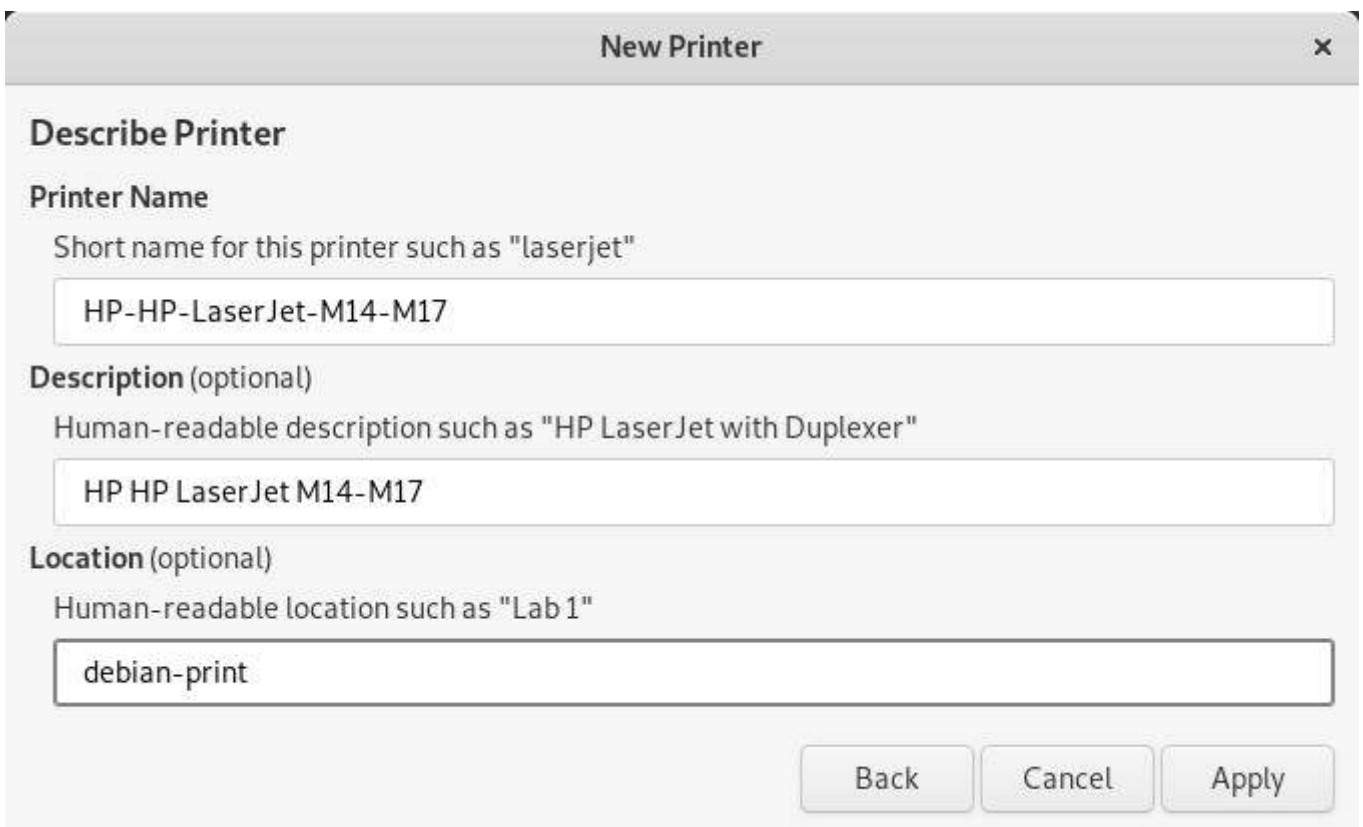 New Printer ×
Describe Printer
Printer Name
Short name for this printer such as "laserjet"
HP-HP-LaserJet-M14-M17
Description (optional)
Human-readable description such as "HP LaserJet with Duplexer"
HP HP LaserJet M14-M17
Location (optional)
Human-readable location such as "Lab 1"
debian-print
Back Cancel Apply